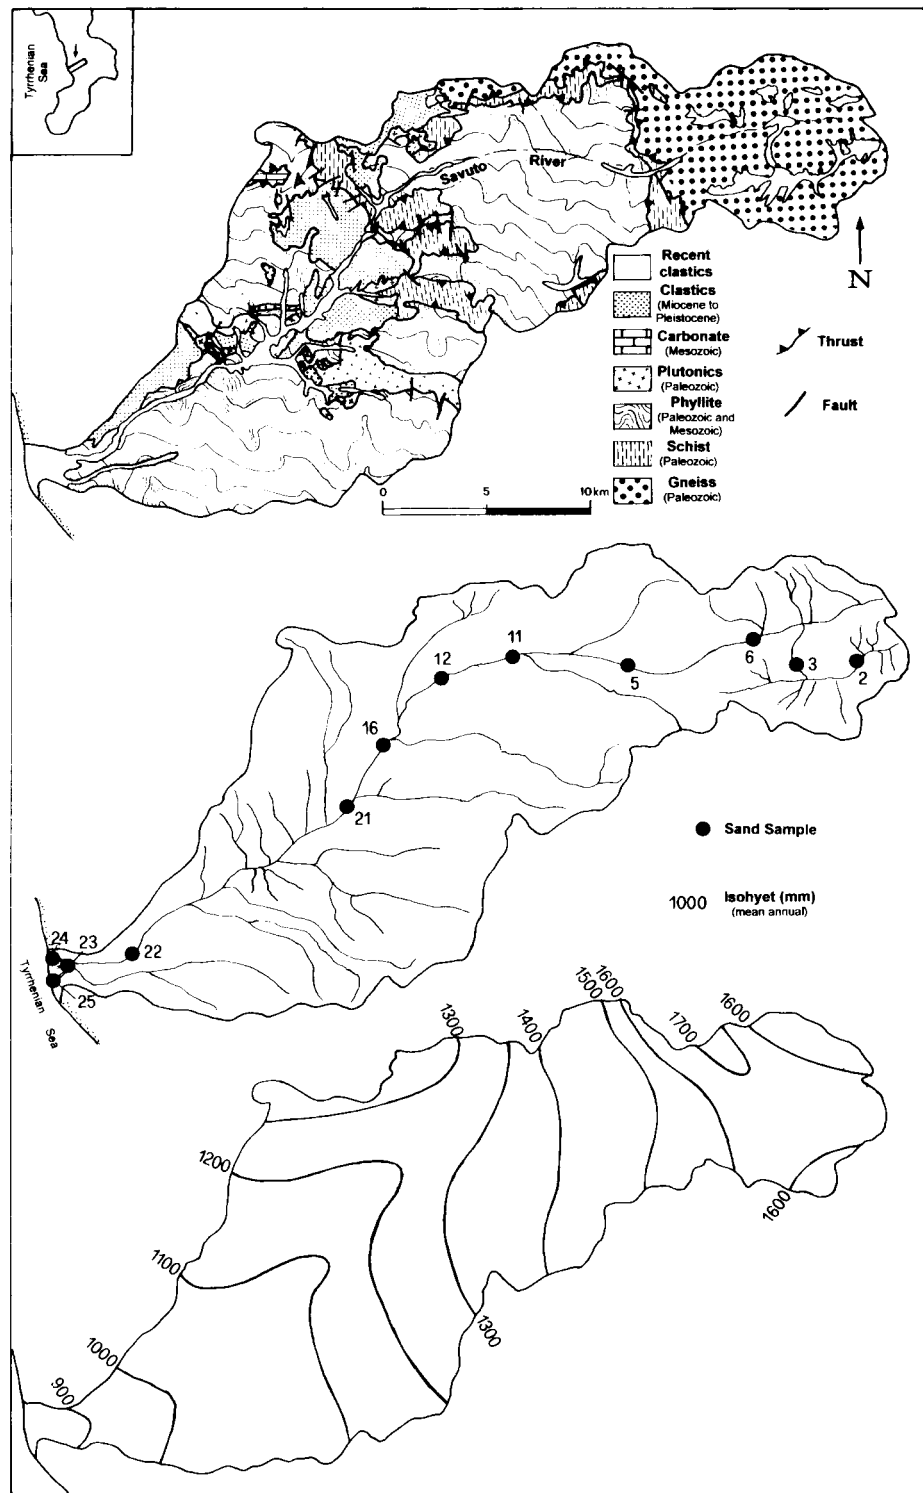 Tyrrhenian
Sea
Savuto
River
N
Recent
clastics
Clastics
(Miocene to
Pleistocene)
Carbonate
(Mesozoic)
Plutonics
(Paleozoic)
Phyllite
(Paleozoic and
Mesozoic)
Schist
(Paleozoic)
Gneiss
(Paleozoic)
Thrust
Fault
0 5 10 km
11
12
5
6
3
2
16
21
Sand Sample
1000 Isohyet (mm)
(mean annual)
24 23
22
25
Tyrrhenian Sea
1300
1400
1500
1600
1700
1600
1200
1600
1100
1300
1000
900